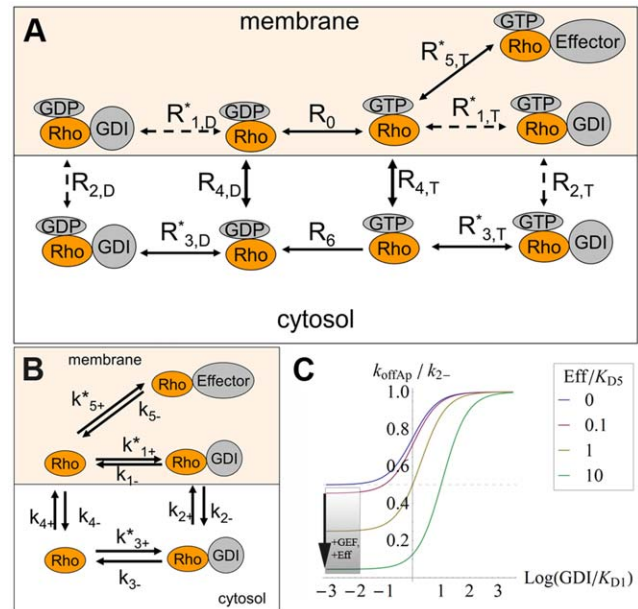 A
membrane
GTP
Rho
Effector
R*5,T
GDP
Rho
GDI
R*1,D
GDP
Rho
R0
GTP
Rho
R*1,T
GTP
Rho
GDI
R2,D
R4,D
R4,T
R2,T
GDP
Rho
GDI
R*3,D
GDP
Rho
R6
GTP
Rho
R*3,T
GTP
Rho
GDI
cytosol
B
membrane
Rho
Effector
k*5+
k5-
Rho
k*1+
k1-
Rho
GDI
k4+
k4-
k2+
k2-
Rho
k*3+
k3-
Rho
GDI
cytosol
C
koffAp / k2−
1.0
0.8
0.6
0.4
0.2
+GEF,
+Eff
−3 −2 −1 1 2 3
Log(GDI/KD1)
Eff/KD5
0
0.1
1
10